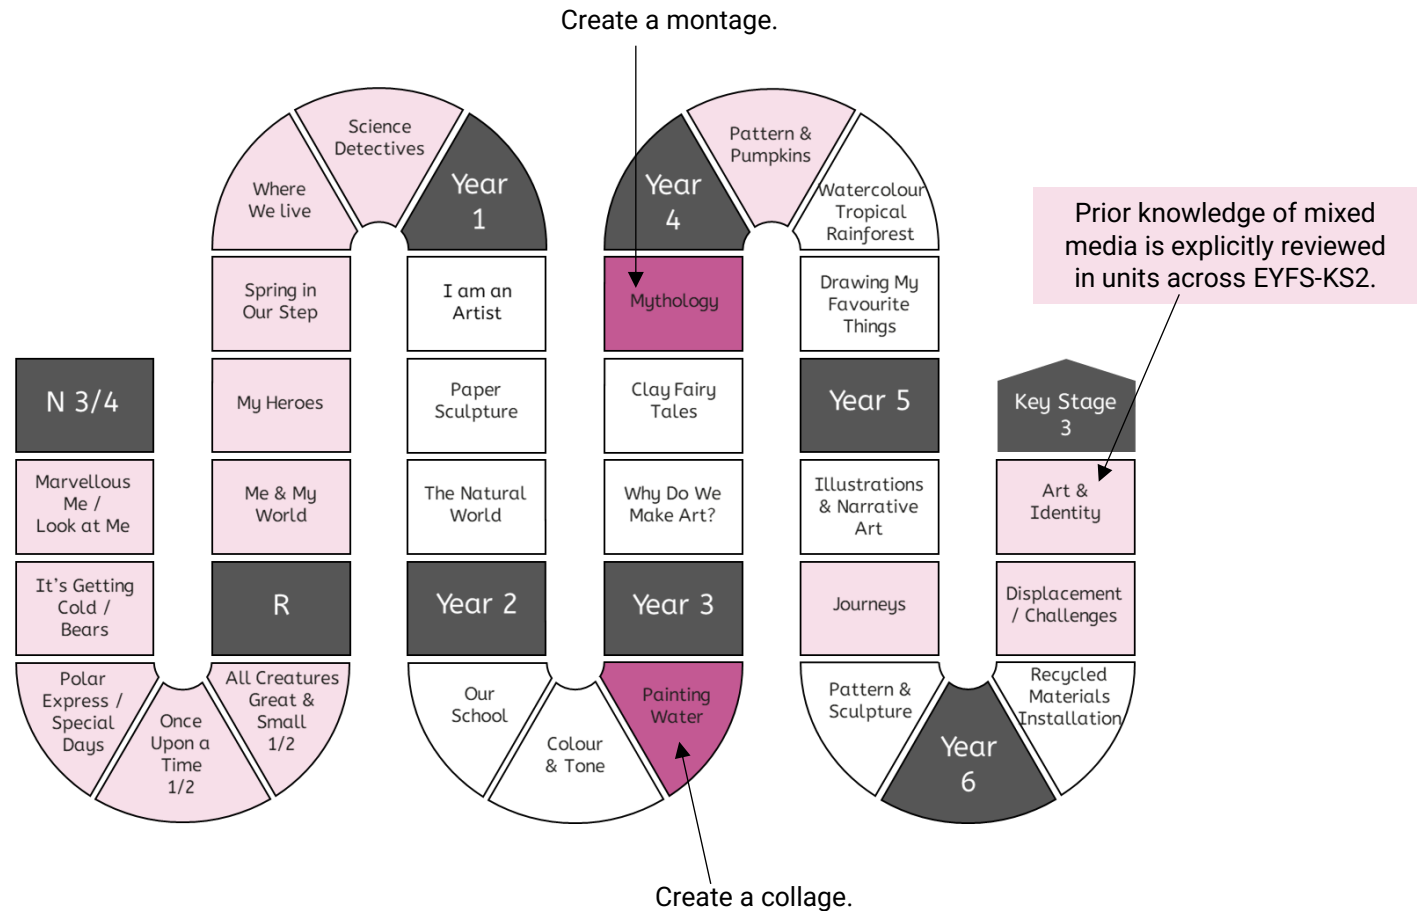 Create a montage.
Science
Detectives
Where
We live
Year
1
Year
4
Pattern &
Pumpkins
Watercolour
Tropical
Rainforest
Prior knowledge of mixed
media is explicitly reviewed
in units across EYFS-KS2.
Spring in
Our Step
I am an
Artist
Mythology
Drawing My
Favourite
Things
N 3/4
My Heroes
Paper
Sculpture
Clay Fairy
Tales
Year 5
Key Stage
3
Marvellous
Me /
Look at Me
Me & My
World
The Natural
World
Why Do We
Make Art?
Illustrations
& Narrative
Art
Art &
Identity
It's Getting
Cold /
Bears
R
Year 2
Year 3
Journeys
Displacement
/ Challenges
Polar
Express /
Special
Days
Once
Upon a
Time
1/2
All Creatures
Great &
Small
1/2
Our
School
Colour
& Tone
Painting
Water
Pattern &
Sculpture
Year
6
Recycled
Materials
Installation
Create a collage.